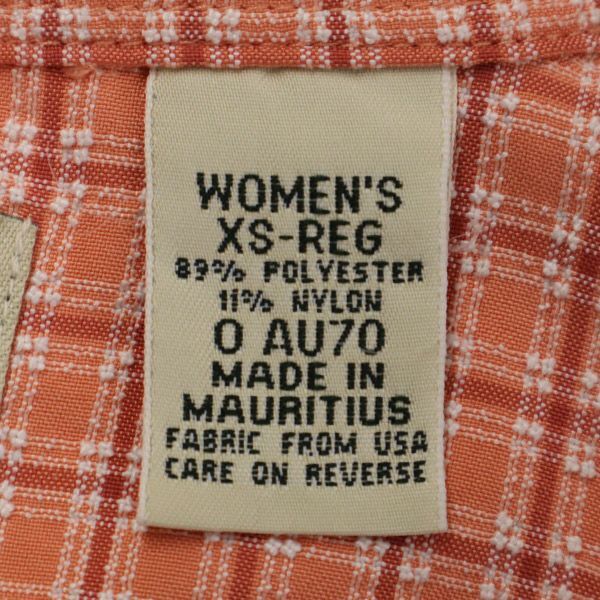 WOMEN'S
XS-REG
89% POLYESTER
11% NYLON
0 AU70
MADE IN
MAURITIUS
FABRIC FROM USA
CARE ON REVERSE